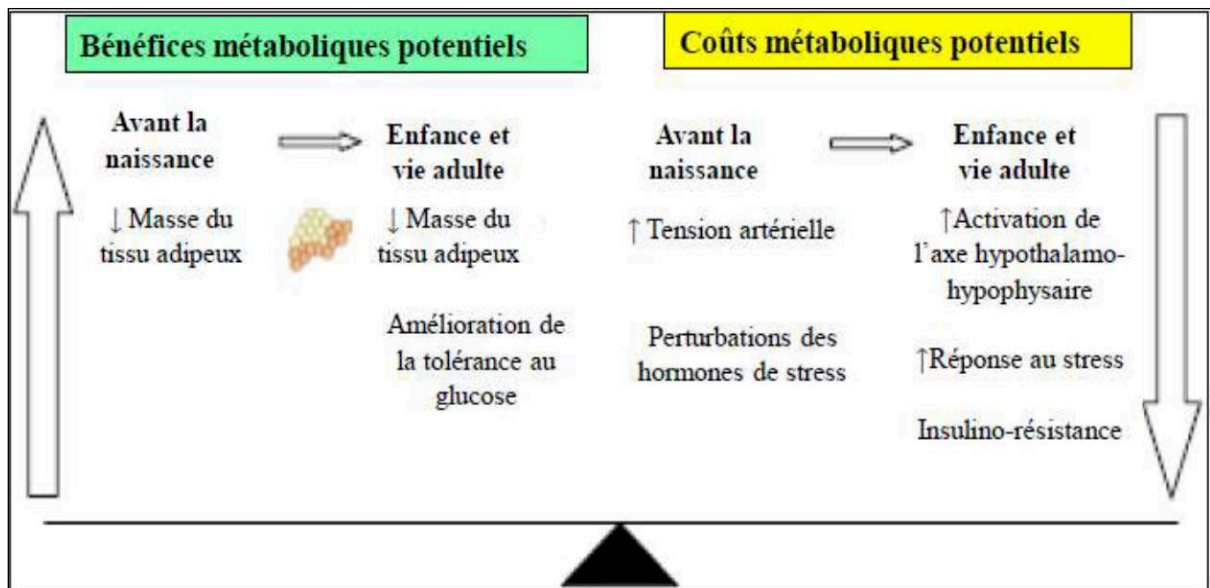 Bénéfices métaboliques potentiels
Coûts métaboliques potentiels
Avant la
naissance
Enfance et
vie adulte
↓ Masse du
tissu adipeux
↓ Masse du
tissu adipeux
Amélioration de
la tolérance au
glucose
Avant la
naissance
Enfance et
vie adulte
↑ Tension artérielle
Perturbations des
hormones de stress
↑Activation de
l'axe hypothalamo-
hypophysaire
↑Réponse au stress
Insulino-résistance